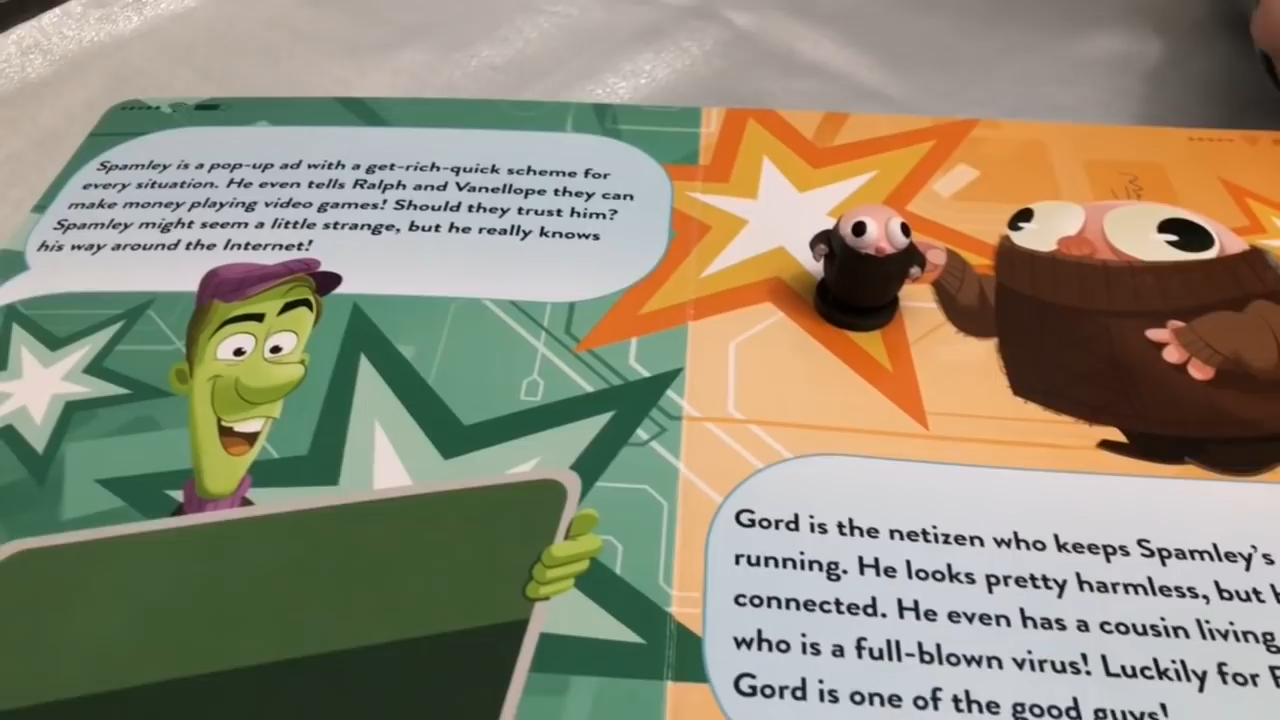 Spamley is a pop-up ad with a get-rich-quick scheme for
every situation. He even tells Ralph and Vanellope they can
make money playing video games! Should they trust him?
Spamley might seem a little strange, but he really knows
his way around the Internet!
Gord is the netizen who keeps Spamley's
running. He looks pretty harmless, but
connected. He even has a cousin living
who is a full-blown virus! Luckily for
Gord is one of the good guys!